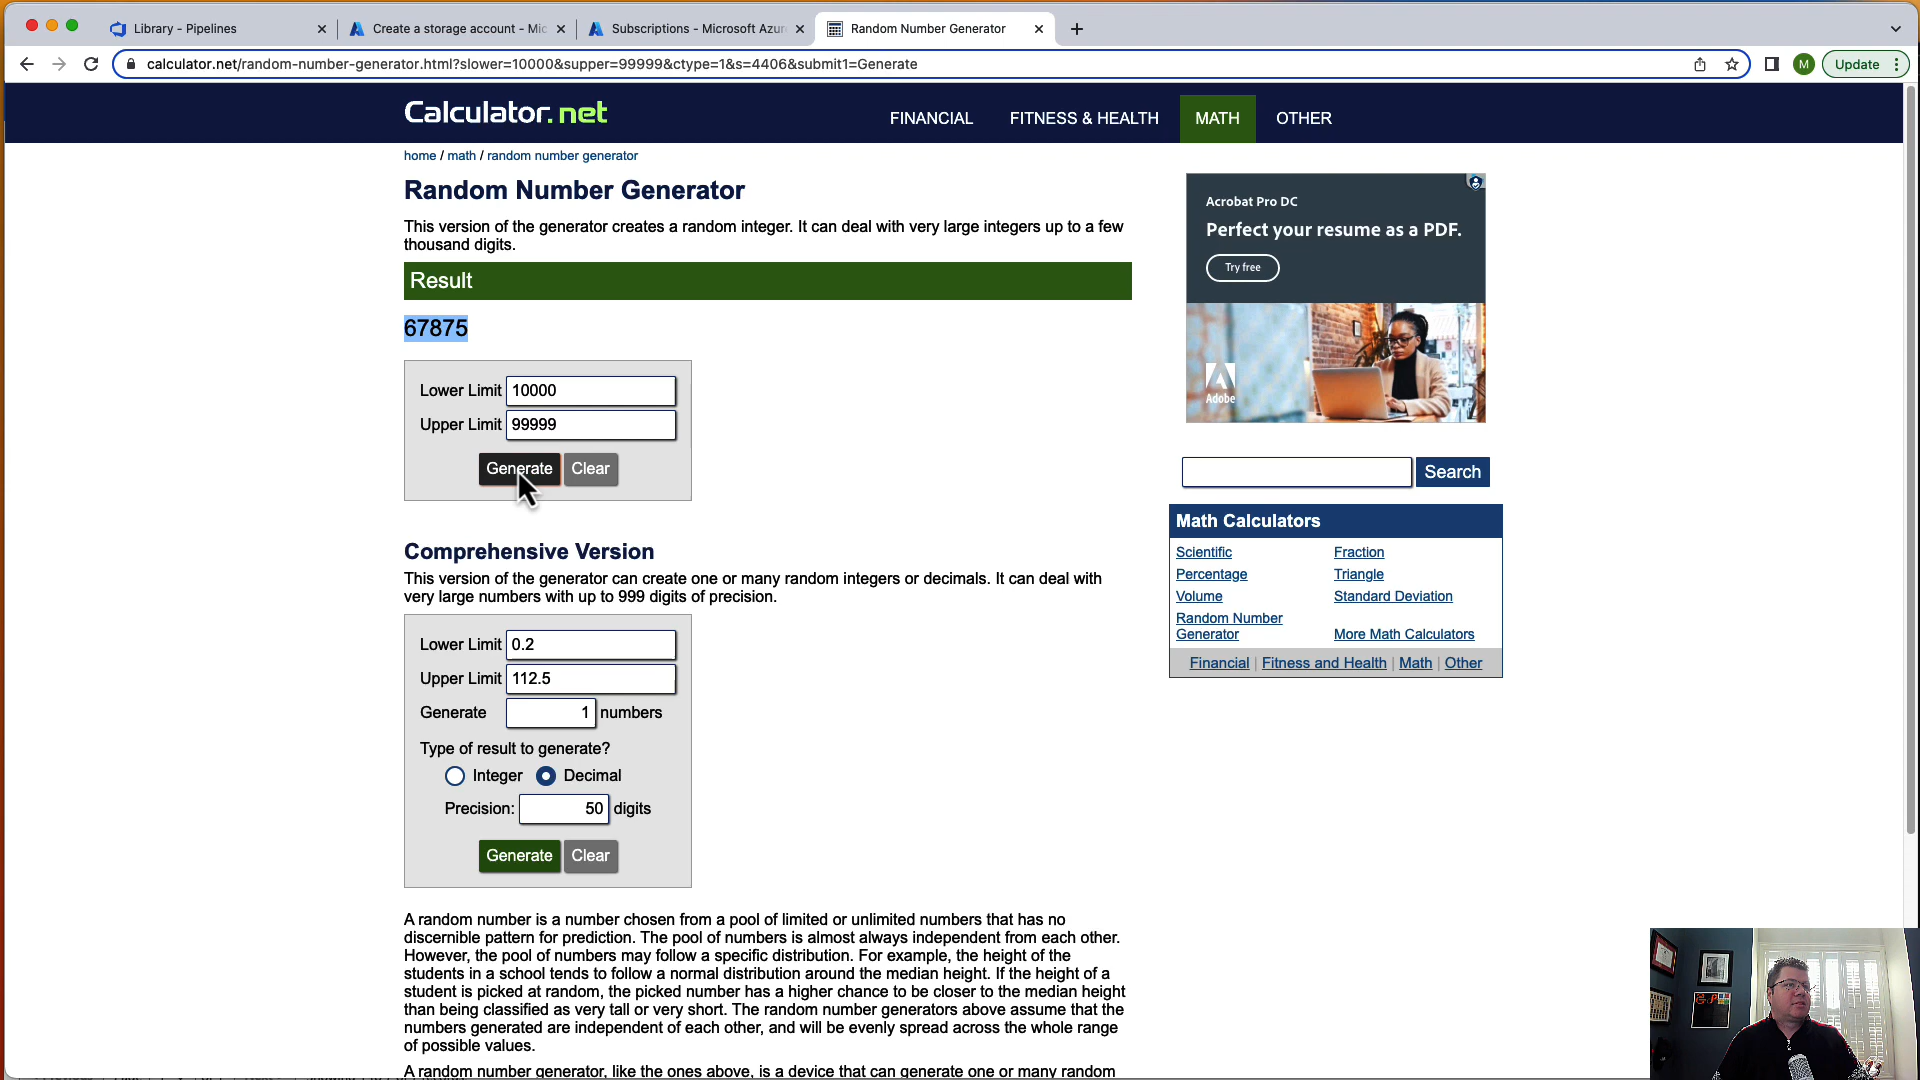 Library - Pipelines
Create a storage account - Mic
Subscriptions - Microsoft Azur
Random Number Generator
calculator.net/random-number-generator.html?slower=10000&supper=99999&ctype=1&s=4406&submit1=Generate
M
Update
Calculator.net
FINANCIAL
FITNESS & HEALTH
MATH
OTHER
home / math / random number generator
Random Number Generator
This version of the generator creates a random integer. It can deal with very large integers up to a few
thousand digits.
Result
67875
Lower Limit 10000
Upper Limit 99999
Generate Clear
Comprehensive Version
This version of the generator can create one or many random integers or decimals. It can deal with
very large numbers with up to 999 digits of precision.
Lower Limit 0.2
Upper Limit 112.5
Generate 1 numbers
Type of result to generate?
Integer Decimal
Precision: 50 digits
Generate Clear
A random number is a number chosen from a pool of limited or unlimited numbers that has no
discernible pattern for prediction. The pool of numbers is almost always independent from each other.
However, the pool of numbers may follow a specific distribution. For example, the height of the
students in a school tends to follow a normal distribution around the median height. If the height of a
student is picked at random, the picked number has a higher chance to be closer to the median height
than being classified as very tall or very short. The random number generators above assume that the
numbers generated are independent of each other, and will be evenly spread across the whole range
of possible values.
A random number generator, like the ones above, is a device that can generate one or many random
Acrobat Pro DC
Perfect your resume as a PDF.
Try free
Adobe
Search
Math Calculators
Scientific Fraction
Percentage Triangle
Volume Standard Deviation
Random Number
Generator More Math Calculators
Financial | Fitness and Health | Math | Other